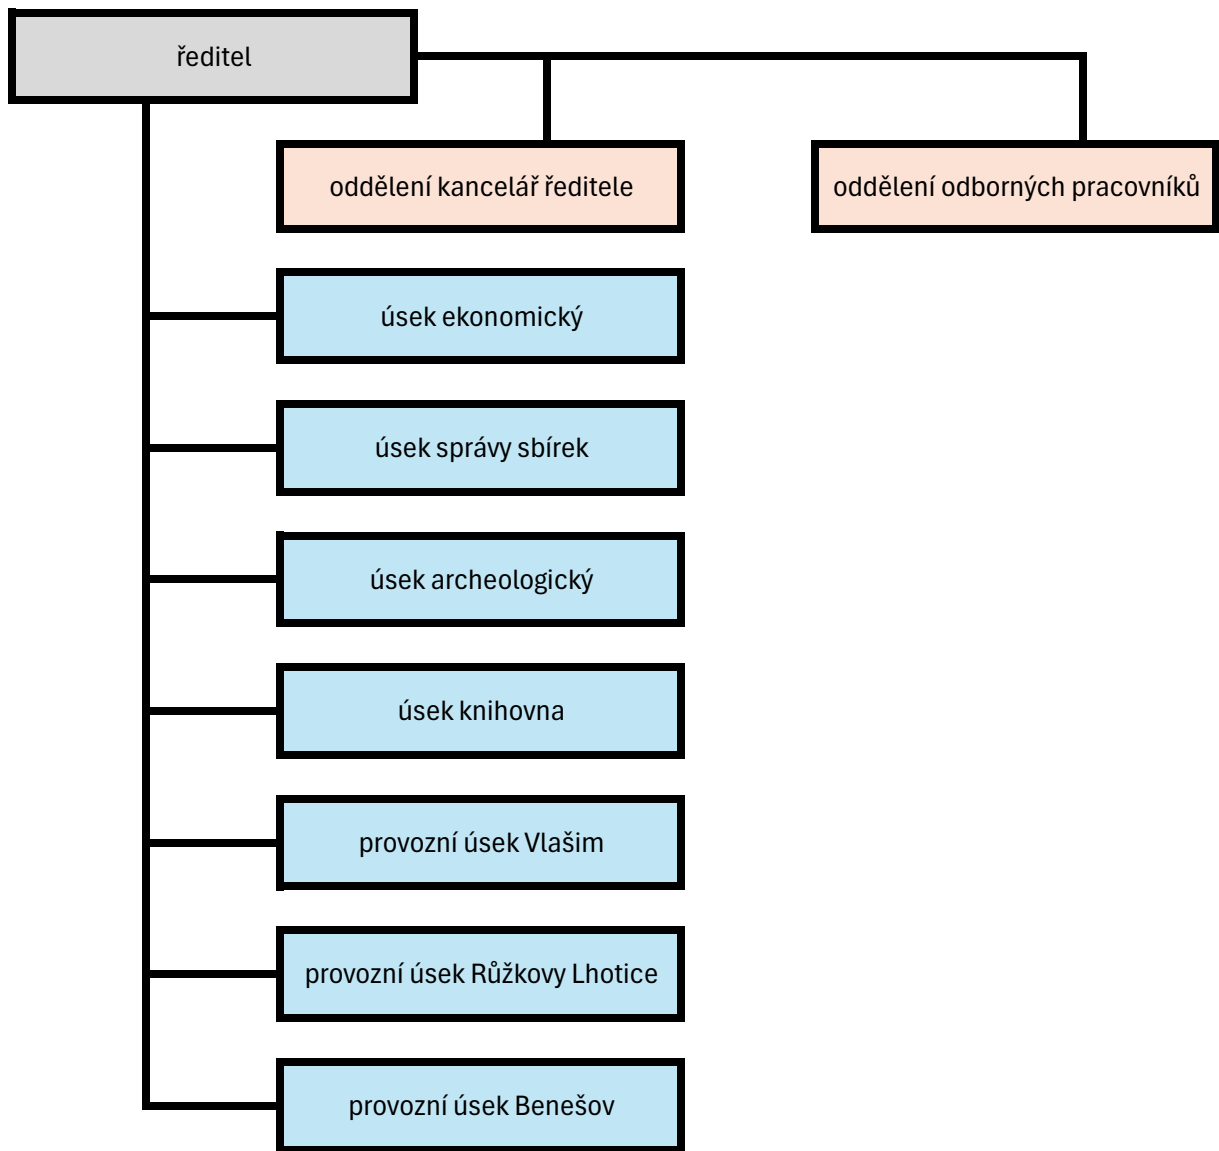 ředitel
oddělení kancelář ředitele
oddělení odborných pracovníků
úsek ekonomický
úsek správy sbírek
úsek archeologický
úsek knihovna
provozní úsek Vlašim
provozní úsek Růžkovy Lhotice
provozní úsek Benešov